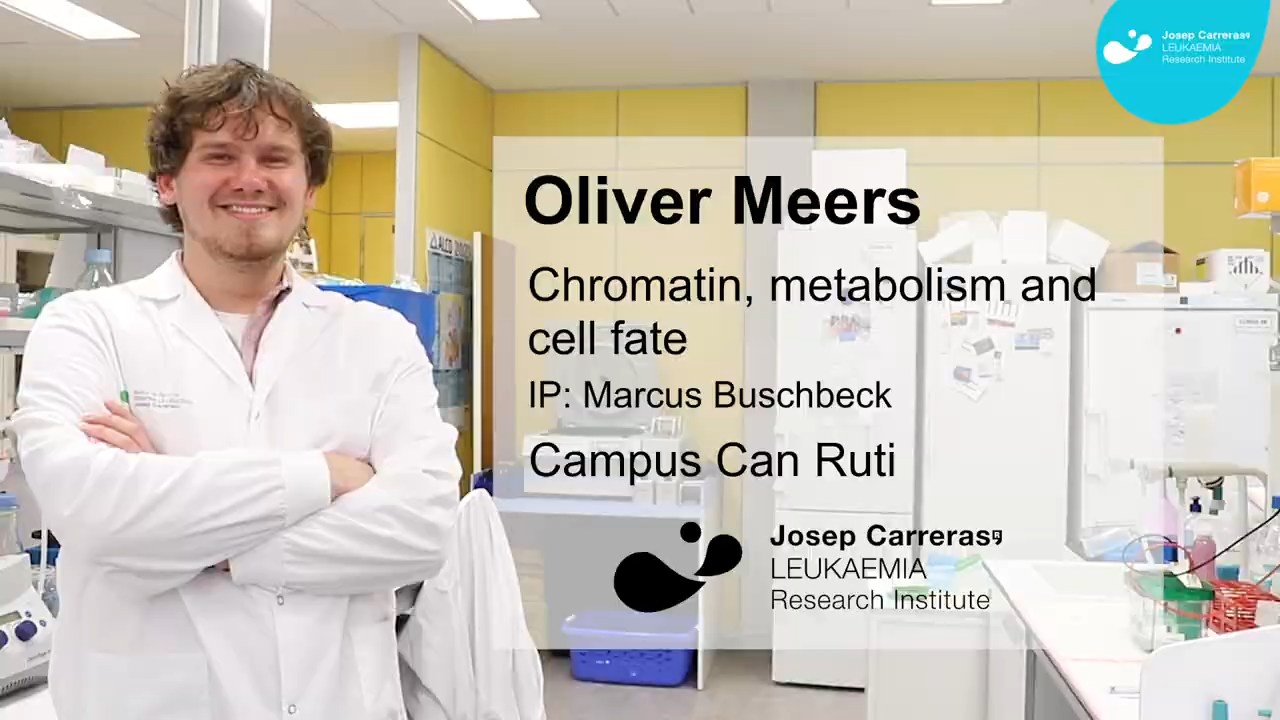 Josep Carreras
LEUKAEMIA
Research Institute
Oliver Meers
Chromatin, metabolism and
cell fate
IP: Marcus Buschbeck
Campus Can Ruti
Josep Carreras
LEUKAEMIA
Research Institute